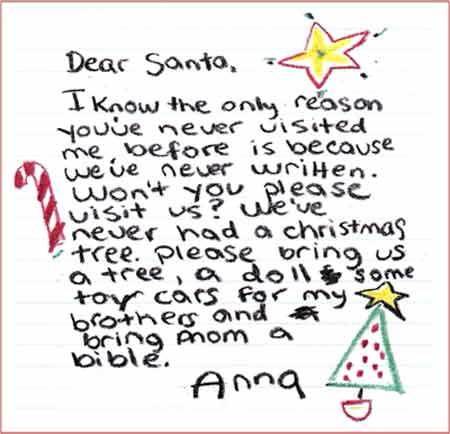 Dear Santa,
I know the only reason
you've never visited
me before is because
we've never written.
Won't you please
visit us? We've
never had a christmas
tree. Please bring us
a tree, a doll some
toy cars for my
brothers and
bring mom a
bible.
Anna